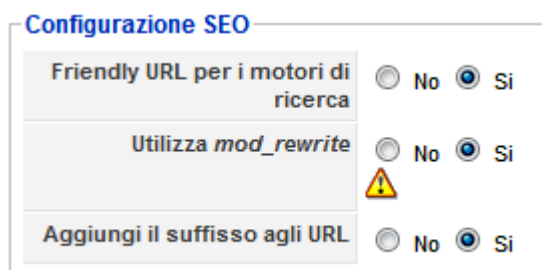 Configurazione SEO
Friendly URL per i motori di
ricerca
No Si
Utilizza mod_rewrite
No Si
Aggiungi il suffisso agli URL
No Si